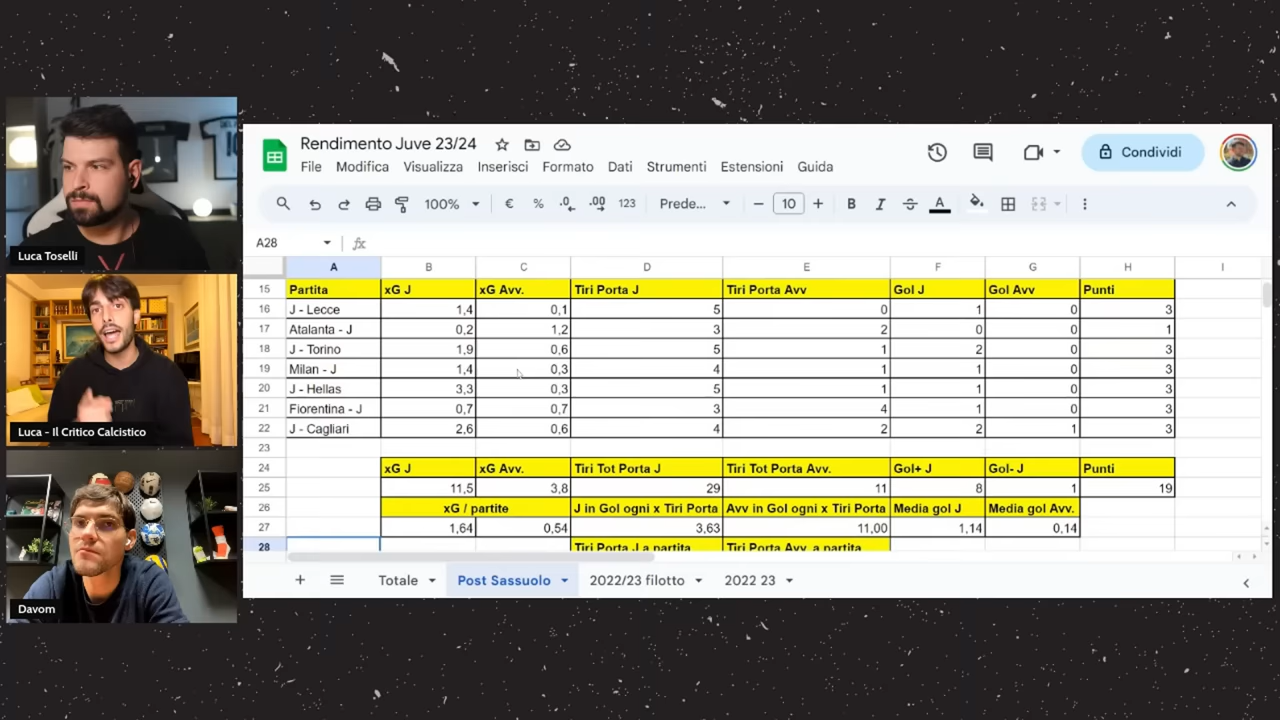 Luca Toselli
Luca - Il Critico Calcistico
Davom
Rendimento Juve 23/24
File Modifica Visualizza Inserisci Formato Dati Strumenti Estensioni Guida
Condividi
100% € % .0 .00 123 Prede... − 10 + B I S A
A28 fx
A B C D E F G H I
15 Partita xG J xG Avv. Tiri Porta J Tiri Porta Avv Gol J Gol Avv Punti
16 J - Lecce 1,4 0,1 5 0 1 0 3
17 Atalanta - J 0,2 1,2 3 2 0 0 1
18 J - Torino 1,9 0,6 5 1 2 0 3
19 Milan - J 1,4 0,3 4 1 1 0 3
20 J - Hellas 3,3 0,3 5 1 1 0 3
21 Fiorentina - J 0,7 0,7 3 4 1 0 3
22 J - Cagliari 2,6 0,6 4 2 2 1 3
23
24 xG J xG Avv. Tiri Tot Porta J Tiri Tot Porta Avv. Gol+ J Gol- J Punti
25 11,5 3,8 29 11 8 1 19
26 xG / partite J in Gol ogni x Tiri Porta Avv in Gol ogni x Tiri Porta Media gol J Media gol Avv.
27 1,64 0,54 3,63 11,00 1,14 0,14
28 Tiri Porta J a partita Tiri Porta Avv. a partita
+ Totale Post Sassuolo 2022/23 filotto 2022 23